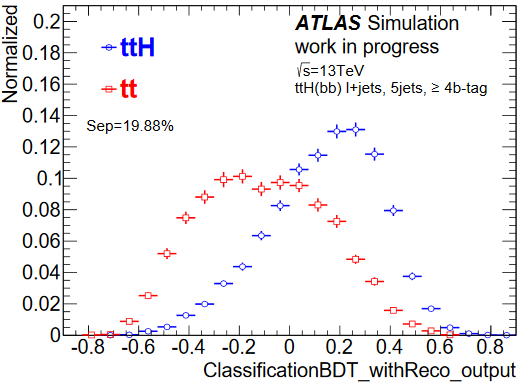 Normalized
0.2
0.18
0.16
0.14
0.12
0.1
0.08
0.06
0.04
0.02
0
ttH
tt
Sep=19.88%
ATLAS Simulation
work in progress
√s=13TeV
ttH(bb) l+jets, 5jets, ≥ 4b-tag
-0.8 -0.6 -0.4 -0.2 0 0.2 0.4 0.6 0.8
ClassificationBDT_withReco_output